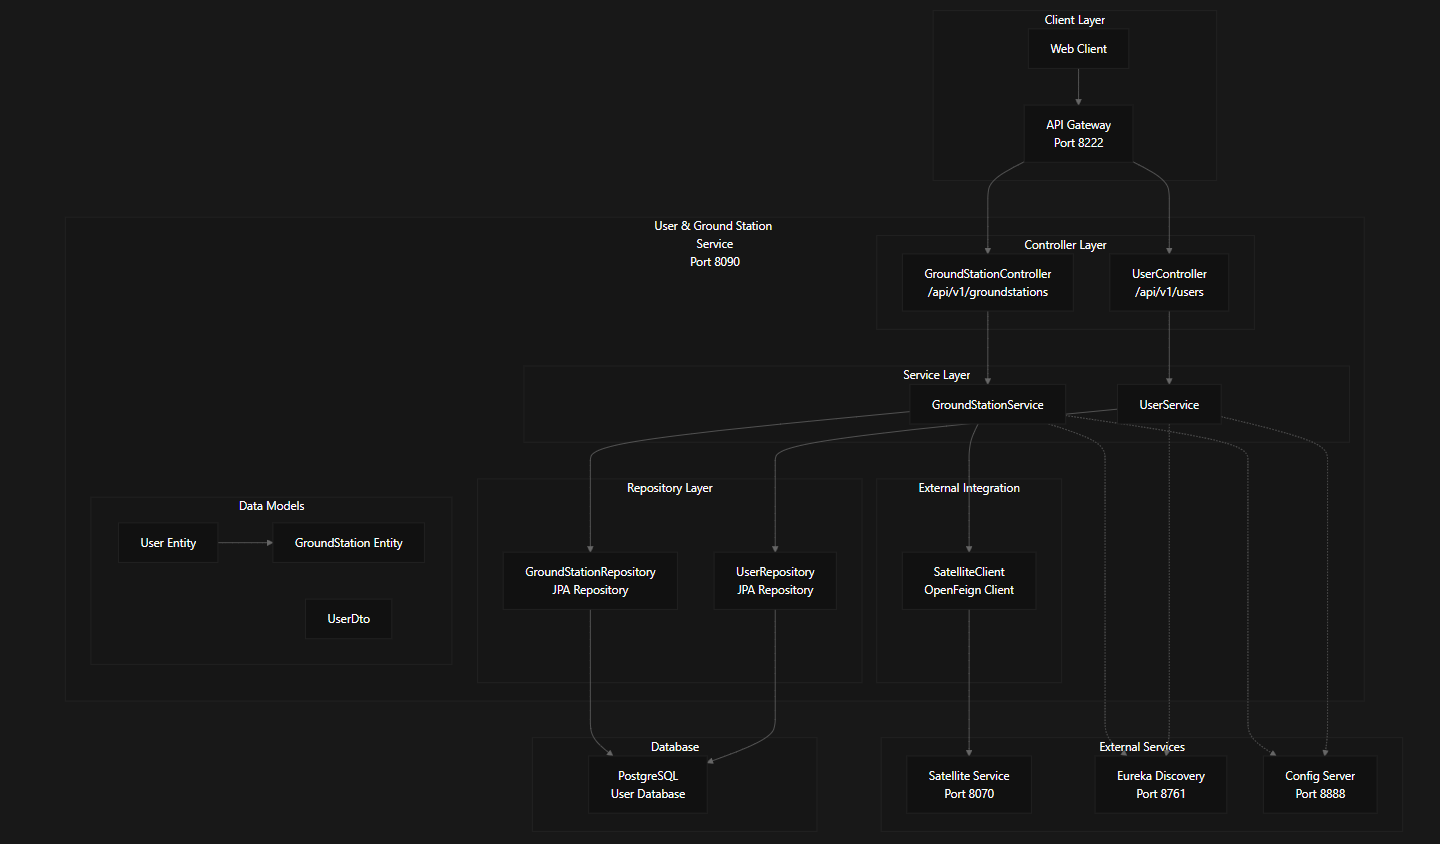 Client Layer
Web Client
API Gateway
Port 8222
User & Ground Station
Service
Port 8090
Controller Layer
GroundStationController
/api/v1/groundstations
UserController
/api/v1/users
Service Layer
GroundStationService
UserService
Repository Layer
External Integration
Data Models
User Entity
GroundStation Entity
UserDto
GroundStationRepository
JPA Repository
UserRepository
JPA Repository
SatelliteClient
OpenFeign Client
Database
PostgreSQL
User Database
External Services
Satellite Service
Port 8070
Eureka Discovery
Port 8761
Config Server
Port 8888